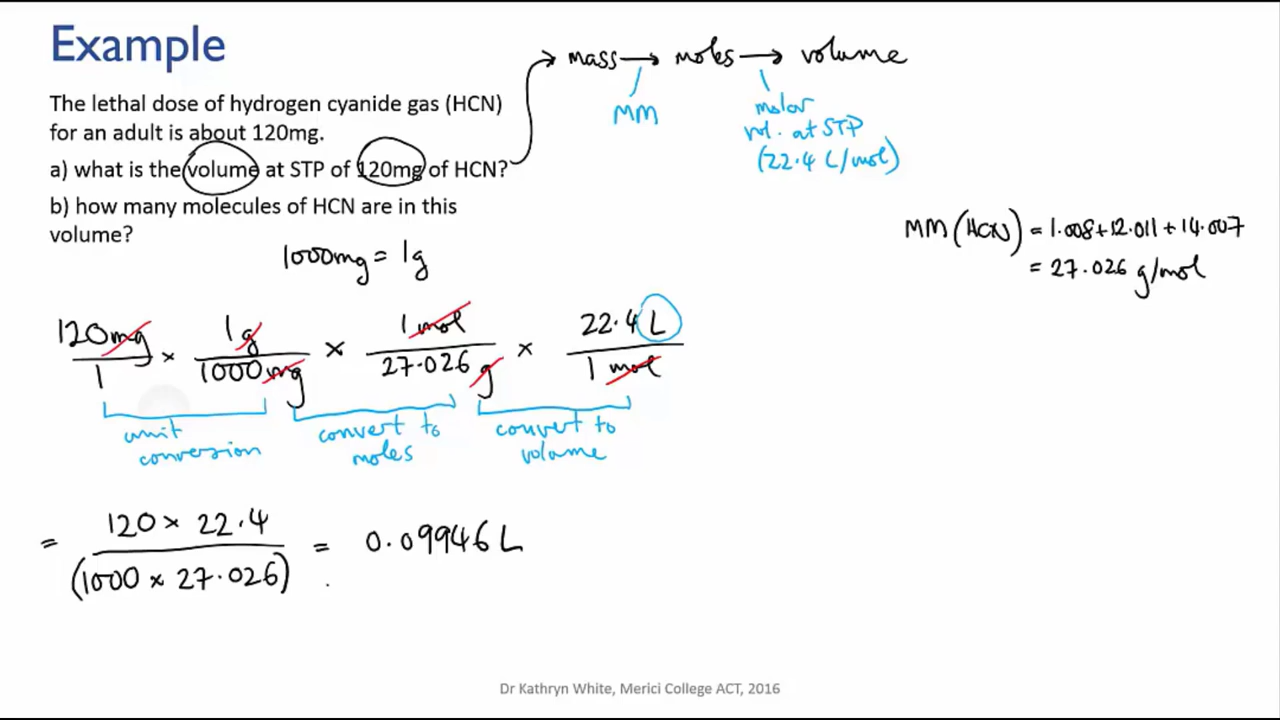 Example
The lethal dose of hydrogen cyanide gas (HCN)
for an adult is about 120mg.
a) what is the volume at STP of 120mg of HCN?
b) how many molecules of HCN are in this
volume?
mass → moles → volume
MM
molar
vol. at STP
(22.4 L/mol)
MM (HCN) = 1.008+12.011+14.007
= 27.026 g/mol
1000mg = 1g
120mg/1 × 1g/1000mg × 1mol/27.026 g × 22.4 L/1 mol
unit
conversion
convert to
moles
convert to
volume
= 120 × 22.4/(1000 × 27.026) = 0.09946 L
Dr Kathryn White, Merici College ACT, 2016